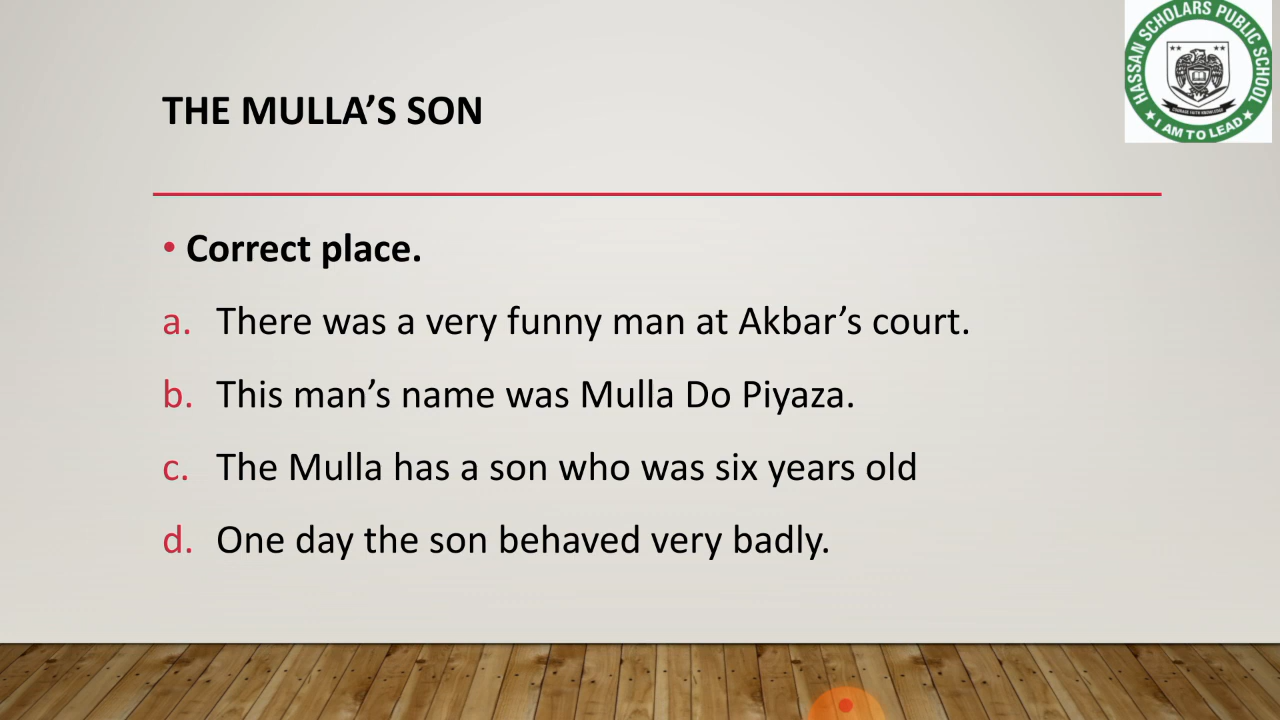 HASSAN SCHOLARS PUBLIC SCHOOL
I AM TO LEAD
THE MULLA’S SON
• Correct place.
a. There was a very funny man at Akbar’s court.
b. This man’s name was Mulla Do Piyaza.
c. The Mulla has a son who was six years old
d. One day the son behaved very badly.